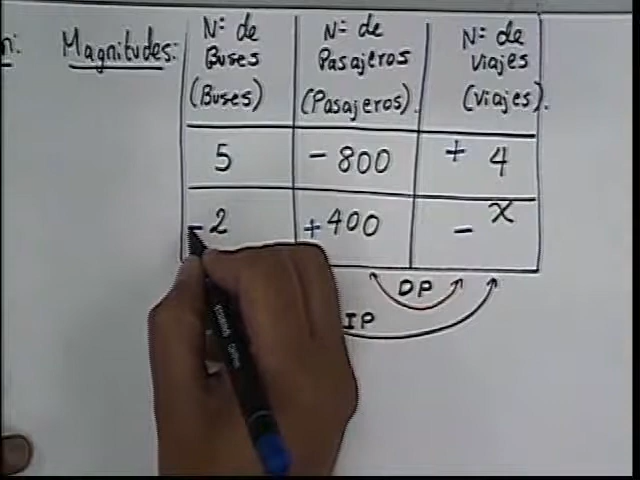 n: Magnitudes:
N= de Buses (Buses)
N= de Pasajeros (Pasajeros).
N= de Viajes (Viajes).
5 - 800 + 4
- 2 + 400 - x
DP
IP